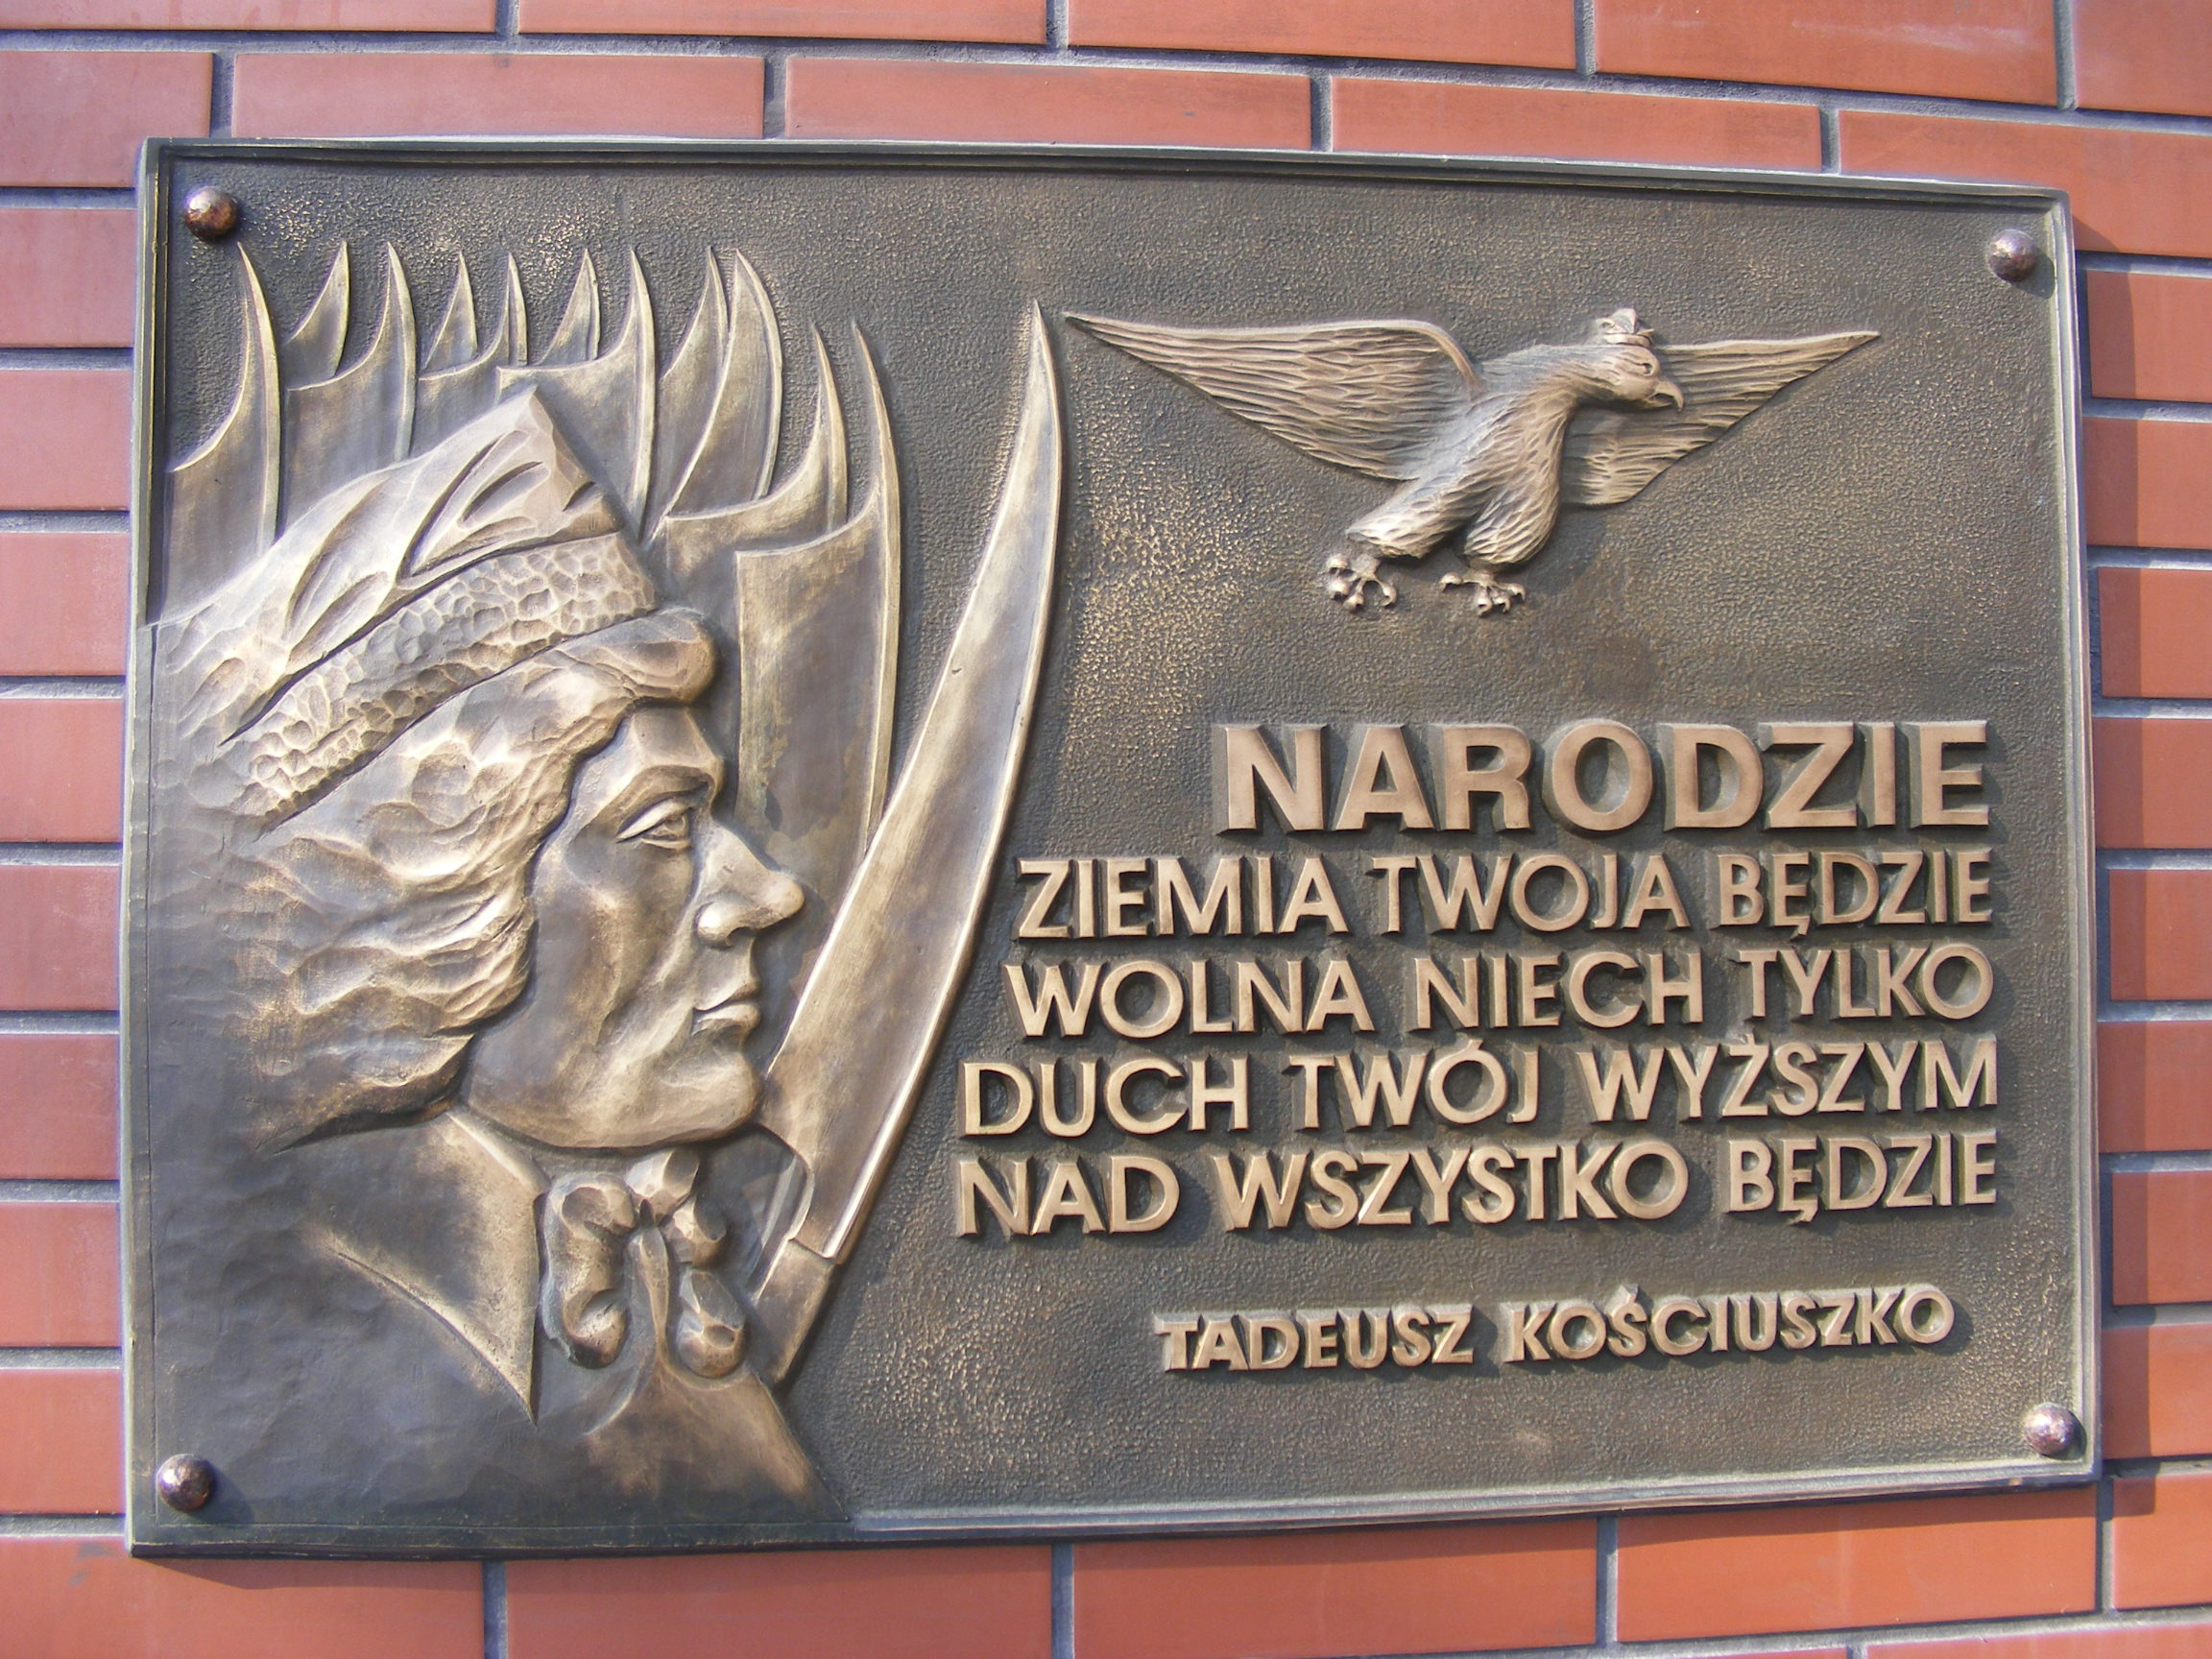 NARODZIE
ZIEMIA TWOJA BĘDZIE
WOLNA NIECH TYLKO
DUCH TWÓJ WYŻSZYM
NAD WSZYSTKO BĘDZIE
TADEUSZ KOŚCIUSZKO